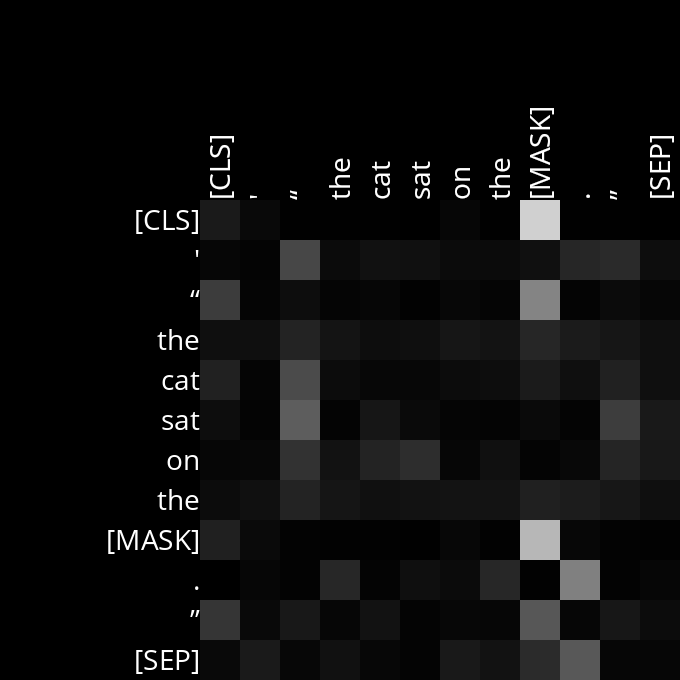 [CLS] ' “ the cat sat on the [MASK] . ” [SEP]
[CLS]
'
“
the
cat
sat
on
the
[MASK]
.
”
[SEP]